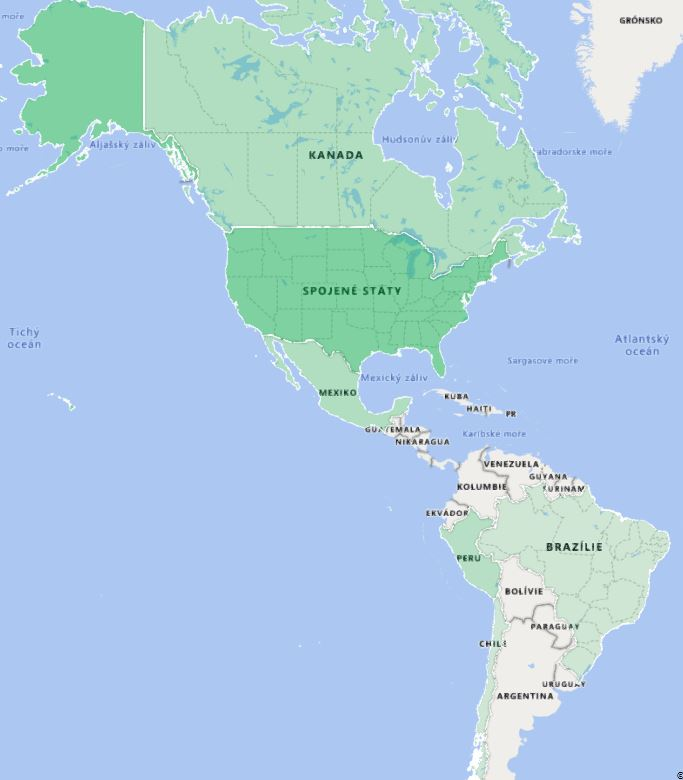 moře
GRÓNSKO
Aljašský záliv
Hudsonův záliv
o moře
abradorské moře
KANADA
SPOJENÉ STÁTY
Tichý
oceán
Atlantský
oceán
Sargasové moře
Mexický záliv
MEXIKO
KUBA
HAITI
PR
GUATEMALA
Karibské moře
NIKARAGUA
VENEZUELA
GUYANA
KOLUMBIE
SURINAM
EKVÁDOR
BRAZÍLIE
PERU
BOLÍVIE
PARAGUAY
CHILE
URUGUAY
ARGENTINA
©